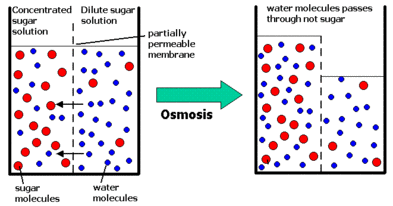 Concentrated
sugar
solution
Dilute sugar
solution
partially
permeable
membrane
sugar
molecules
water
molecules
Osmosis
water molecules passes
through not sugar